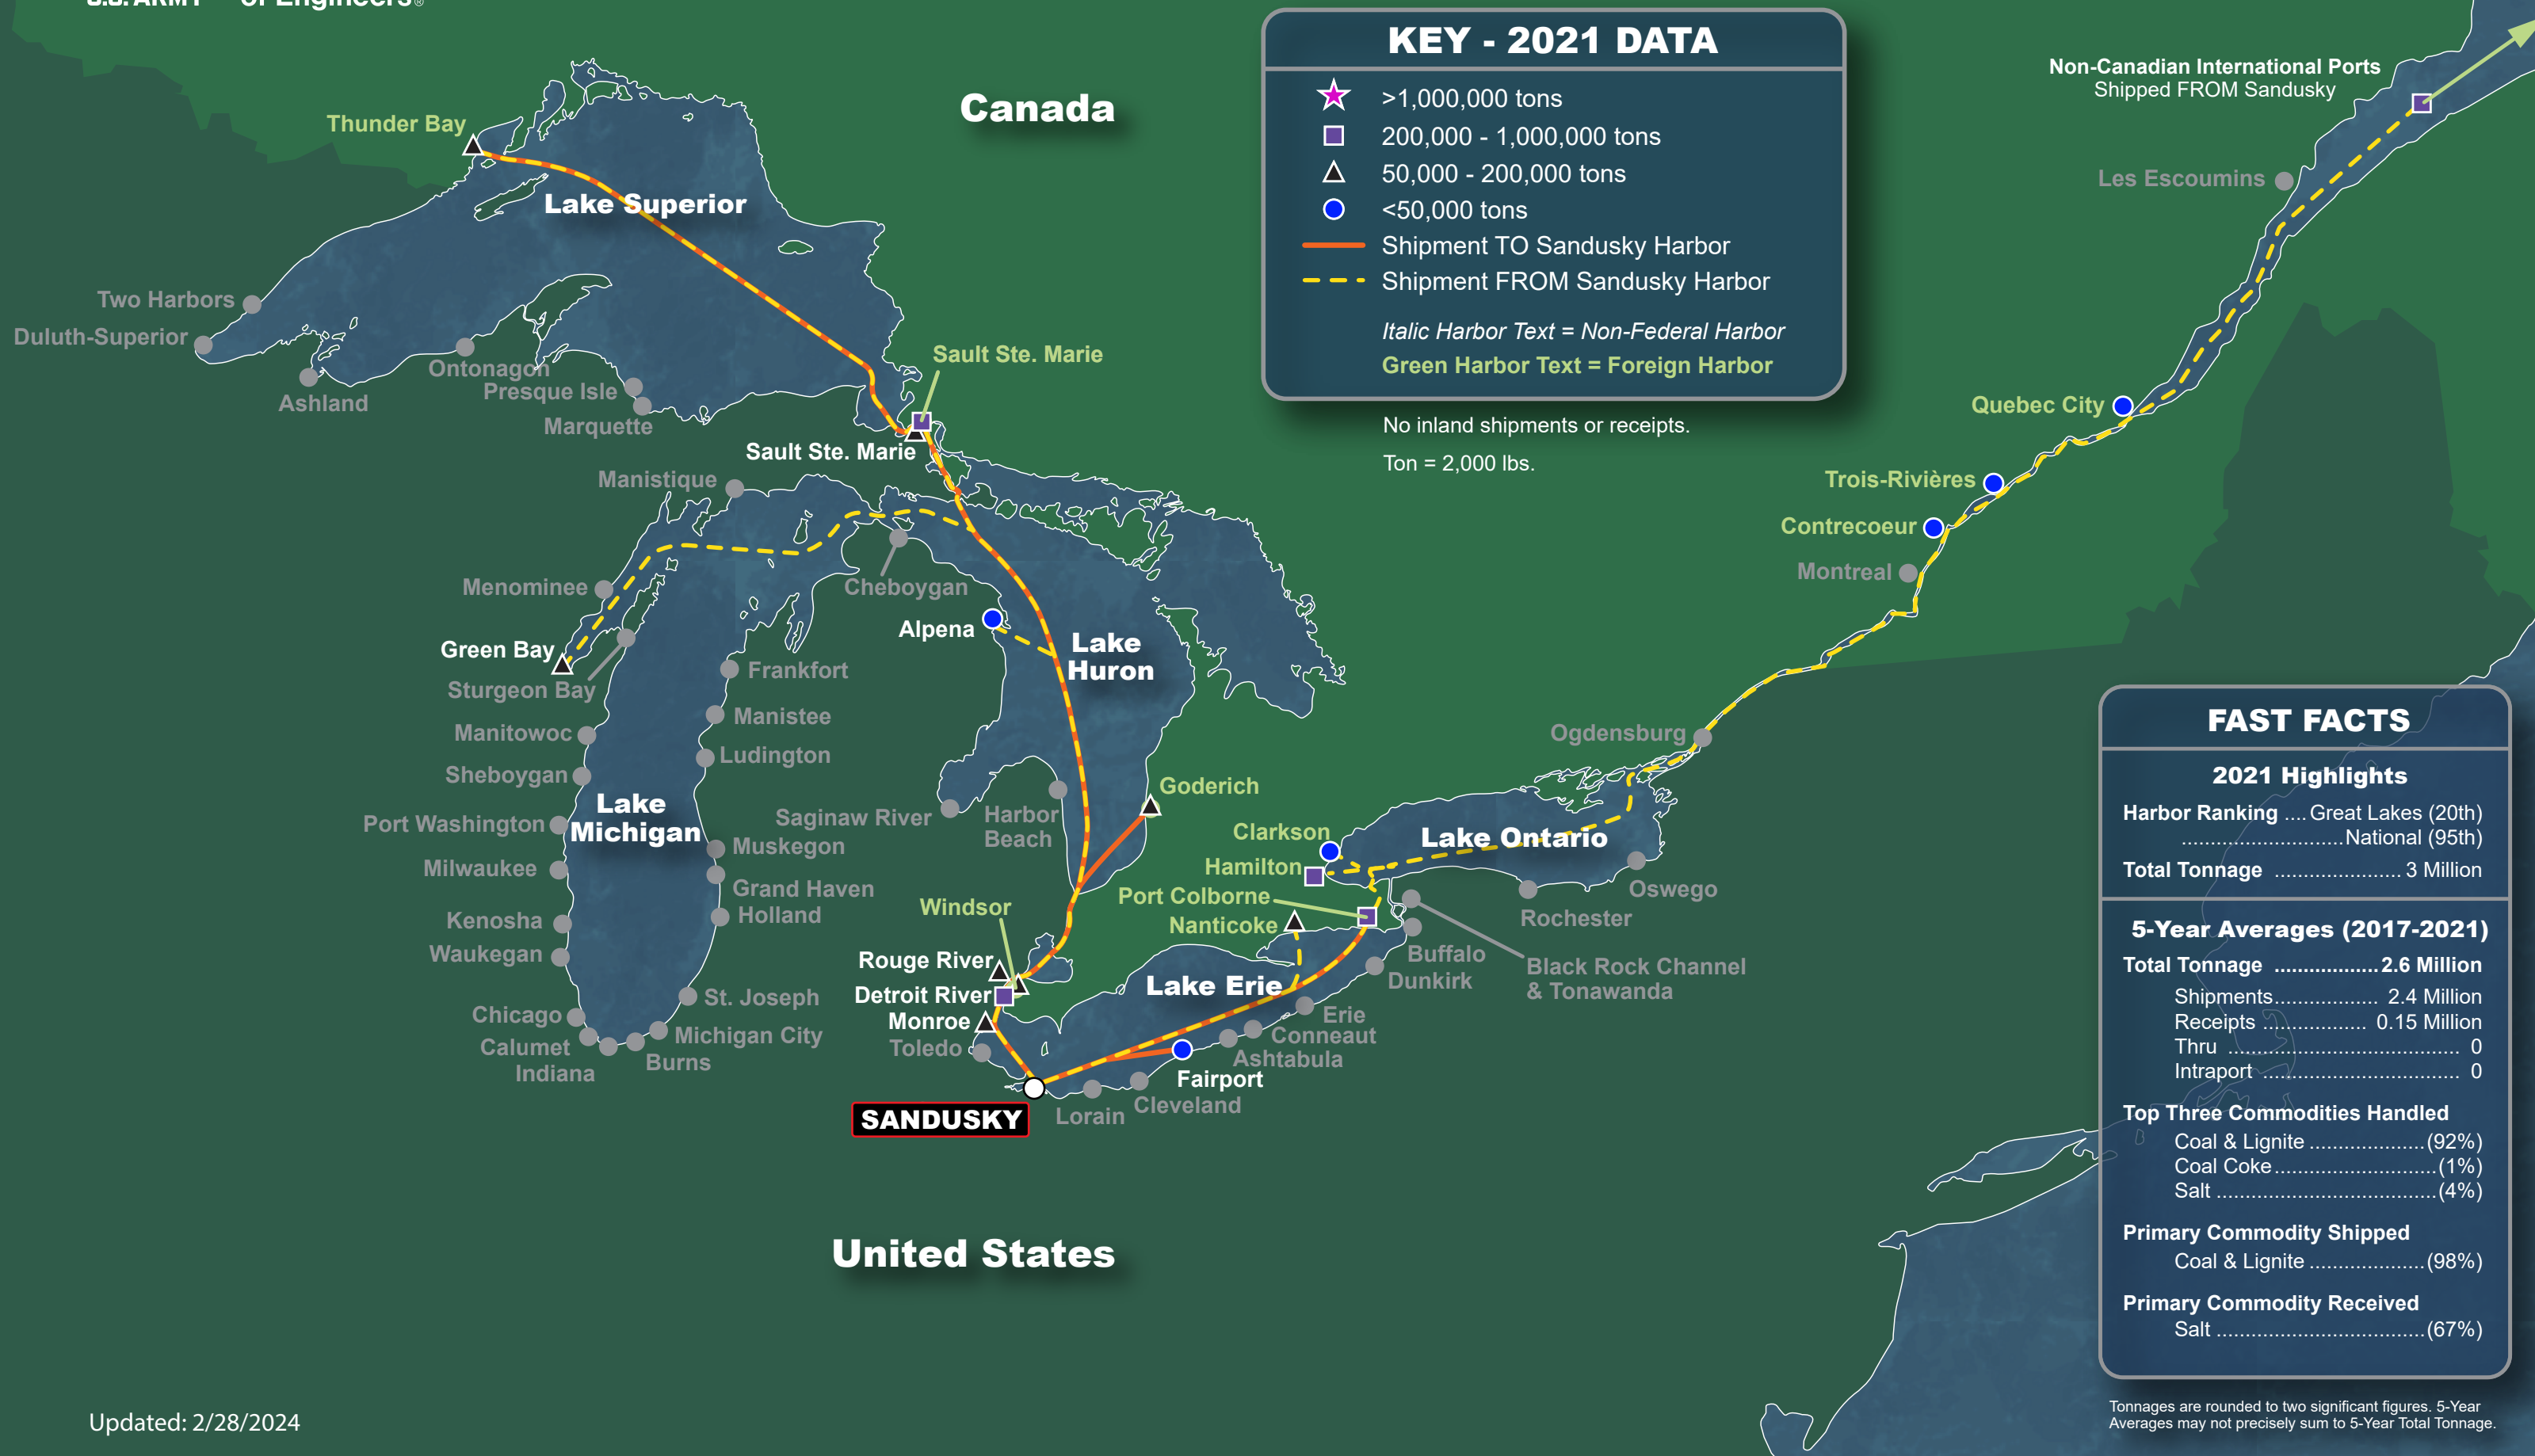 U.S. ARMY of Engineers®
KEY - 2021 DATA
>1,000,000 tons
200,000 - 1,000,000 tons
50,000 - 200,000 tons
<50,000 tons
Shipment TO Sandusky Harbor
Shipment FROM Sandusky Harbor
Italic Harbor Text = Non-Federal Harbor
Green Harbor Text = Foreign Harbor
No inland shipments or receipts.
Ton = 2,000 lbs.
Canada
Non-Canadian International Ports
Shipped FROM Sandusky
Les Escoumins
Quebec City
Trois-Rivières
Contrecoeur
Montreal
Ogdensburg
Thunder Bay
Lake Superior
Two Harbors
Duluth-Superior
Ashland
Ontonagon
Presque Isle
Marquette
Sault Ste. Marie
Sault Ste. Marie
Manistique
Menominee
Cheboygan
Alpena
Lake
Huron
Green Bay
Sturgeon Bay
Frankfort
Manitowoc
Manistee
Sheboygan
Ludington
Lake
Michigan
Port Washington
Saginaw River
Harbor
Beach
Goderich
Muskegon
Milwaukee
Grand Haven
Holland
Kenosha
Waukegan
St. Joseph
Chicago
Calumet
Indiana
Burns
Michigan City
Windsor
Rouge River
Detroit River
Monroe
Toledo
Clarkson
Hamilton
Port Colborne
Nanticoke
Lake Ontario
Oswego
Rochester
Buffalo
Dunkirk
Black Rock Channel
& Tonawanda
Lake Erie
Erie
Conneaut
Ashtabula
Fairport
Cleveland
Lorain
SANDUSKY
United States
FAST FACTS
2021 Highlights
Harbor Ranking .... Great Lakes (20th)
............................National (95th)
Total Tonnage ...................... 3 Million
5-Year Averages (2017-2021)
Total Tonnage ..................2.6 Million
Shipments.................. 2.4 Million
Receipts .................. 0.15 Million
Thru ........................................ 0
Intraport .................................. 0
Top Three Commodities Handled
Coal & Lignite ....................(92%)
Coal Coke............................(1%)
Salt ......................................(4%)
Primary Commodity Shipped
Coal & Lignite ....................(98%)
Primary Commodity Received
Salt ....................................(67%)
Tonnages are rounded to two significant figures. 5-Year
Averages may not precisely sum to 5-Year Total Tonnage.
Updated: 2/28/2024